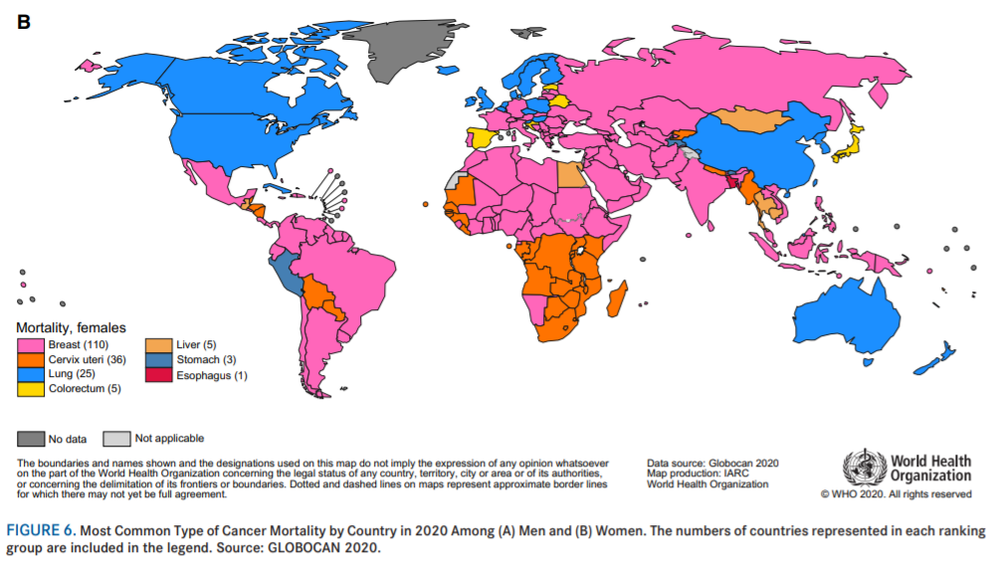 B
Mortality, females
Breast (110)
Cervix uteri (36)
Lung (25)
Colorectum (5)
Liver (5)
Stomach (3)
Esophagus (1)
No data
Not applicable
The boundaries and names shown and the designations used on this map do not imply the expression of any opinion whatsoever
on the part of the World Health Organization concerning the legal status of any country, territory, city or area or of its authorities,
or concerning the delimitation of its frontiers or boundaries. Dotted and dashed lines on maps represent approximate border lines
for which there may not yet be full agreement.
Data source: Globocan 2020
Map production: IARC
World Health Organization
World Health
Organization
© WHO 2020. All rights reserved
FIGURE 6. Most Common Type of Cancer Mortality by Country in 2020 Among (A) Men and (B) Women. The numbers of countries represented in each ranking
group are included in the legend. Source: GLOBOCAN 2020.